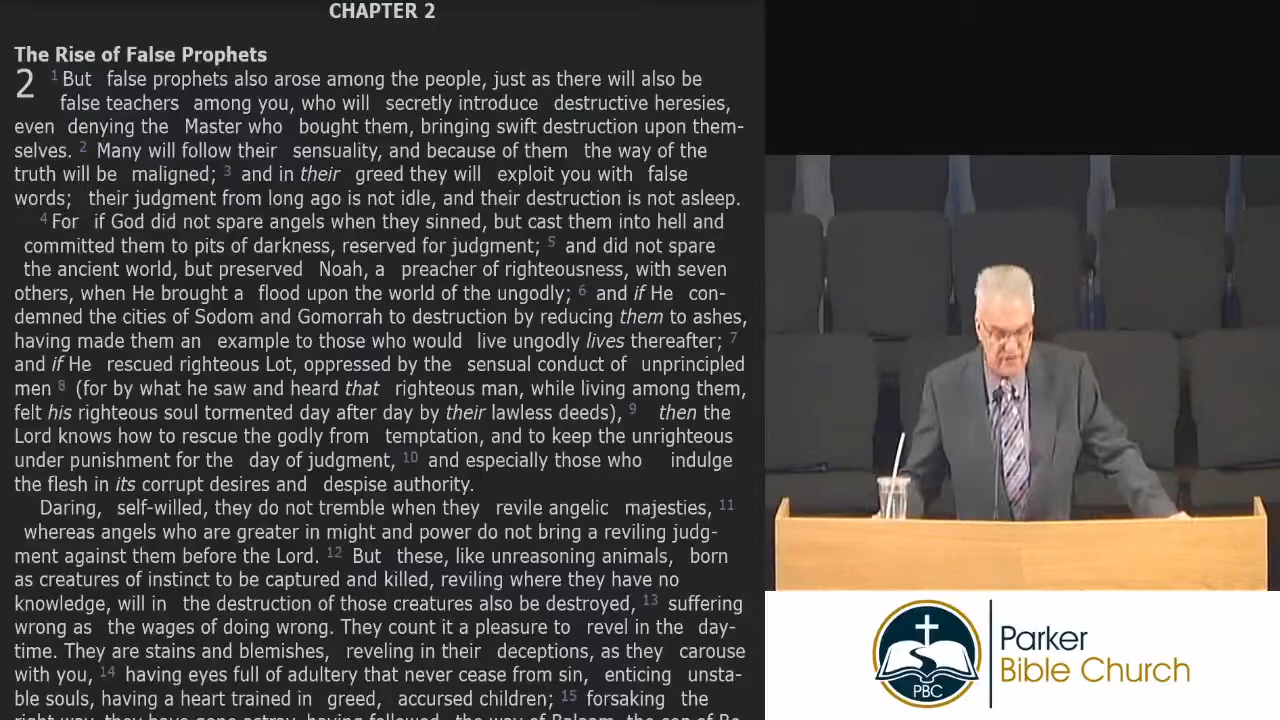 CHAPTER 2
The Rise of False Prophets
2 1 But false prophets also arose among the people, just as there will also be
false teachers among you, who will secretly introduce destructive heresies,
even denying the Master who bought them, bringing swift destruction upon them-
selves. 2 Many will follow their sensuality, and because of them the way of the
truth will be maligned; 3 and in their greed they will exploit you with false
words; their judgment from long ago is not idle, and their destruction is not asleep.
4 For if God did not spare angels when they sinned, but cast them into hell and
committed them to pits of darkness, reserved for judgment; 5 and did not spare
the ancient world, but preserved Noah, a preacher of righteousness, with seven
others, when He brought a flood upon the world of the ungodly; 6 and if He con-
demned the cities of Sodom and Gomorrah to destruction by reducing them to ashes,
having made them an example to those who would live ungodly lives thereafter; 7
and if He rescued righteous Lot, oppressed by the sensual conduct of unprincipled
men 8 (for by what he saw and heard that righteous man, while living among them,
felt his righteous soul tormented day after day by their lawless deeds), 9 then the
Lord knows how to rescue the godly from temptation, and to keep the unrighteous
under punishment for the day of judgment, 10 and especially those who indulge
the flesh in its corrupt desires and despise authority.
Daring, self-willed, they do not tremble when they revile angelic majesties, 11
whereas angels who are greater in might and power do not bring a reviling judg-
ment against them before the Lord. 12 But these, like unreasoning animals, born
as creatures of instinct to be captured and killed, reviling where they have no
knowledge, will in the destruction of those creatures also be destroyed, 13 suffering
wrong as the wages of doing wrong. They count it a pleasure to revel in the day-
time. They are stains and blemishes, reveling in their deceptions, as they carouse
with you, 14 having eyes full of adultery that never cease from sin, enticing unsta-
ble souls, having a heart trained in greed, accursed children; 15 forsaking the
right way, they have gone astray, having followed the way of Balaam, the son of Be-
PBC
Parker
Bible Church